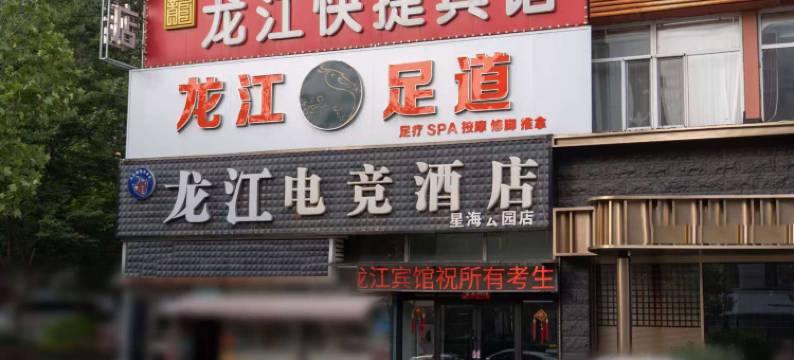 龙江快捷宾馆
龙江足道
足疗 SPA 按摩 修脚 推拿
龙江电竞酒店
星海公园店
龙江宾馆祝所有考生